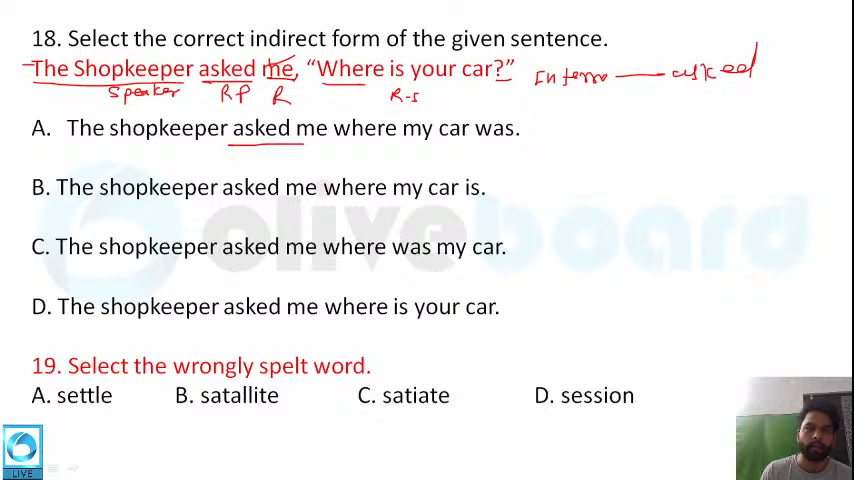 18. Select the correct indirect form of the given sentence.
The Shopkeeper asked me, “Where is your car?” Interro — asked
Speaker RP R R-S
A. The shopkeeper asked me where my car was.
B. The shopkeeper asked me where my car is.
oliveboard
C. The shopkeeper asked me where was my car.
D. The shopkeeper asked me where is your car.
19. Select the wrongly spelt word.
A. settle B. satallite C. satiate D. session
LIVE